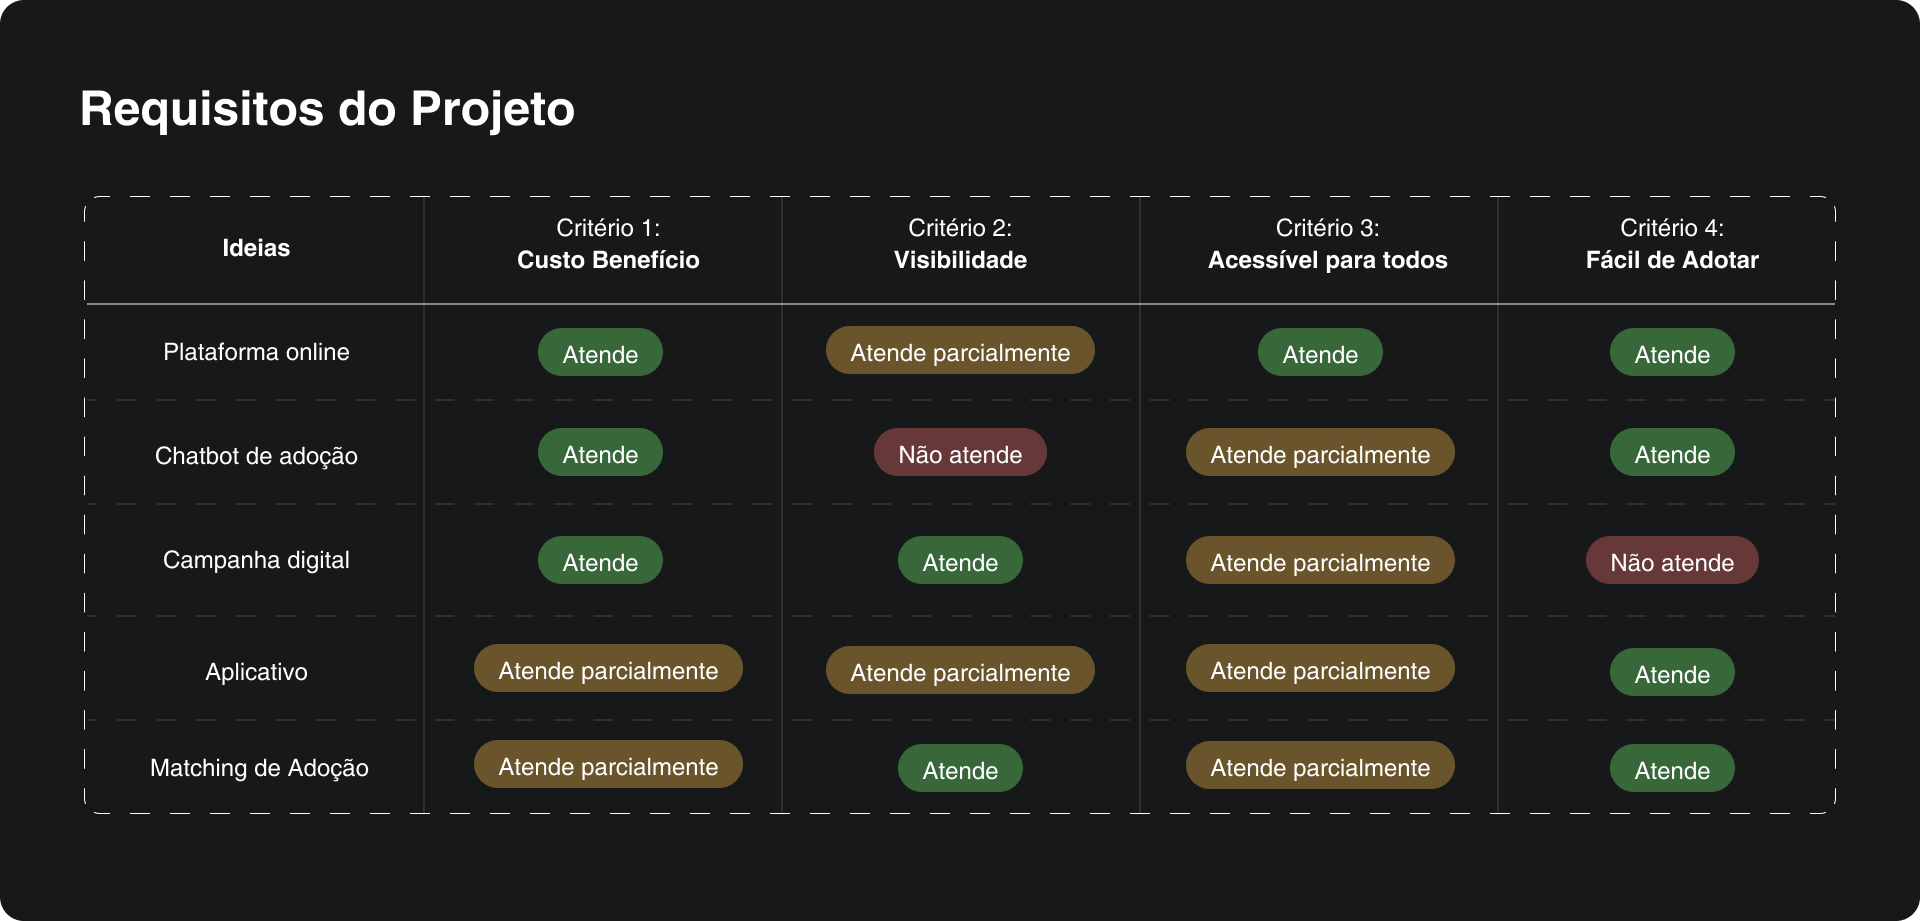 Requisitos do Projeto
Ideias
Critério 1:
Custo Benefício
Critério 2:
Visibilidade
Critério 3:
Acessível para todos
Critério 4:
Fácil de Adotar
Plataforma online
Atende
Atende parcialmente
Atende
Atende
Chatbot de adoção
Atende
Não atende
Atende parcialmente
Atende
Campanha digital
Atende
Atende
Atende parcialmente
Não atende
Aplicativo
Atende parcialmente
Atende parcialmente
Atende parcialmente
Atende
Matching de Adoção
Atende parcialmente
Atende
Atende parcialmente
Atende